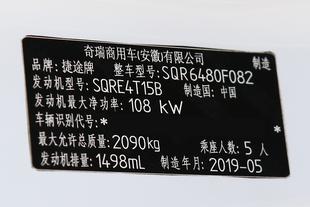 奇瑞商用车(安徽)有限公司 制造
品牌：捷途牌 整车型号：SQR6480F082
发动机型号：SQRE4T15B 制造国：中国
发动机最大净功率：108 kW
车辆识别代号：* *
最大允许总质量：2090kg 乘座人数：5 人
发动机排量：1498mL 制造年月：2019-05